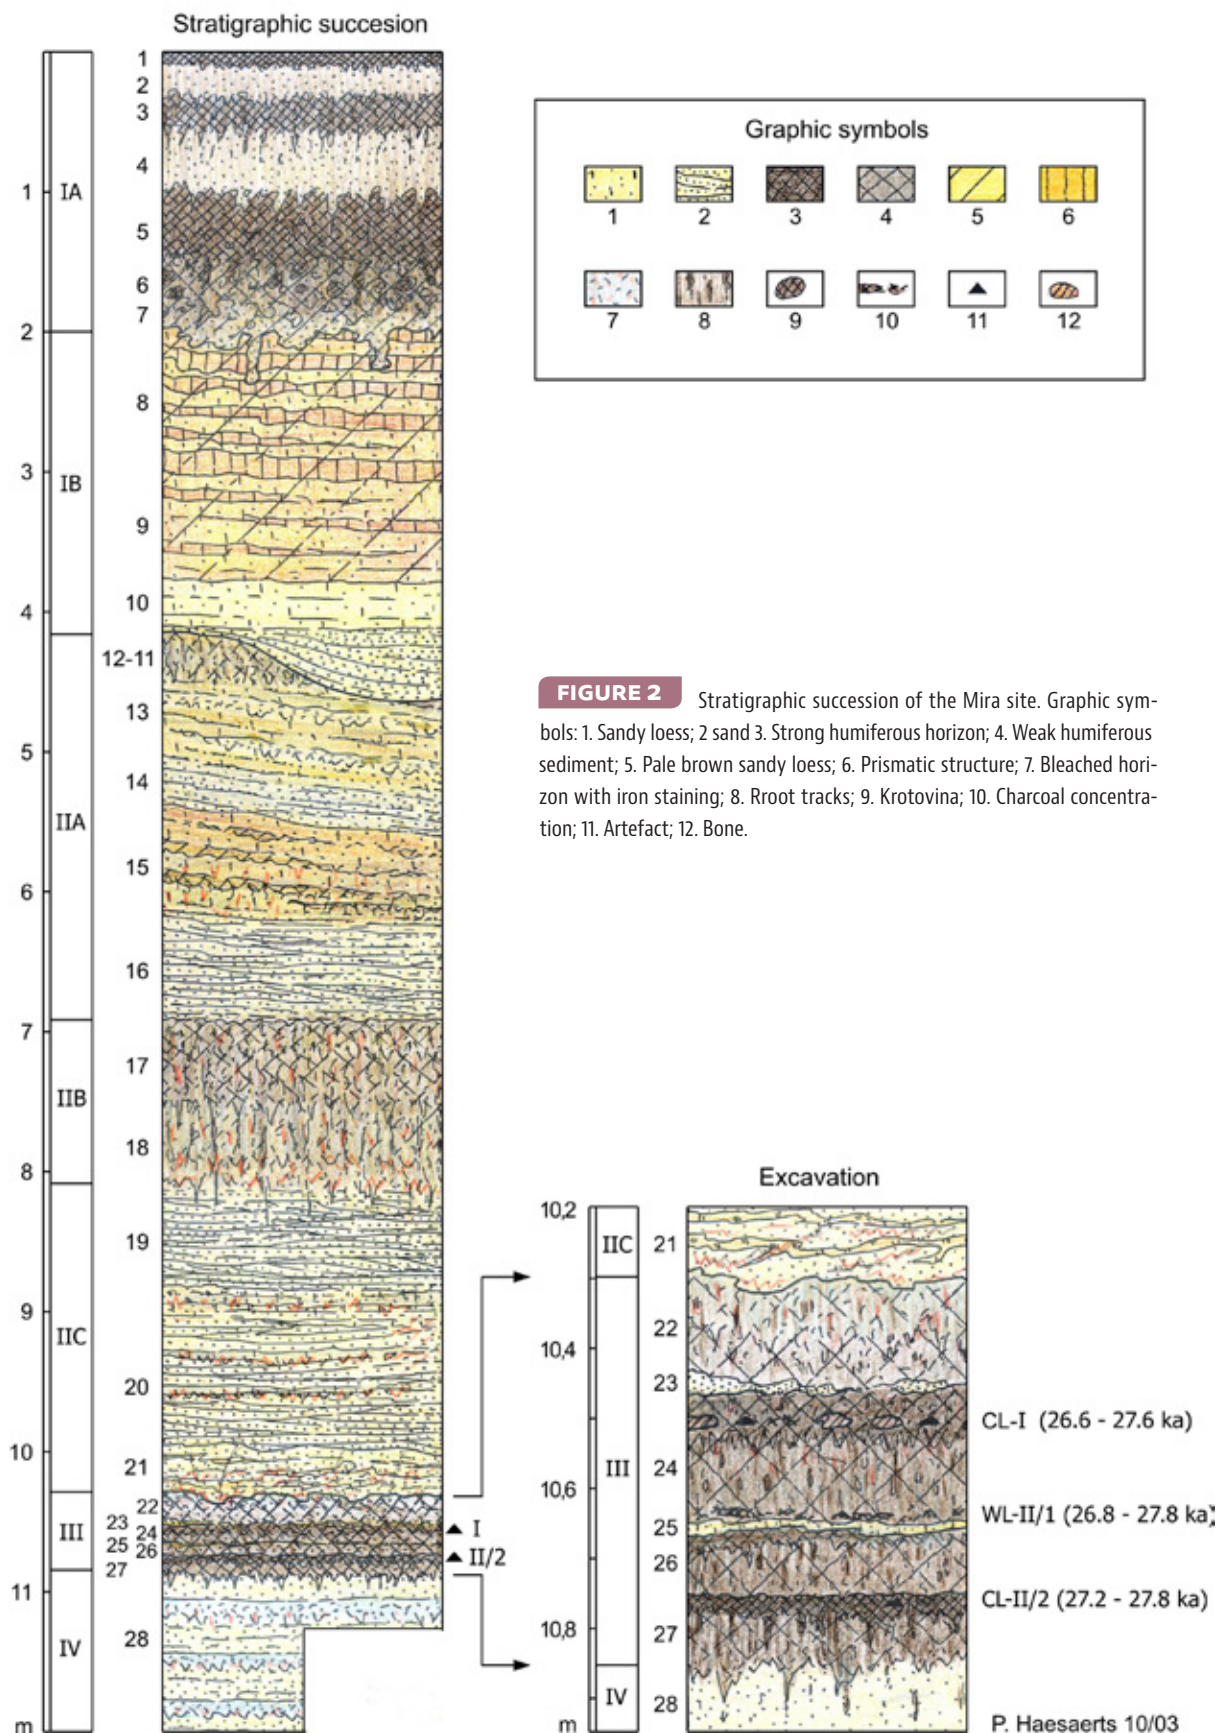 Stratigraphic succesion
1
2
3
4
5
6
7
8
9
10
12-11
13
14
15
16
17
18
19
20
21
22
23
24
25
26
27
28
1
2
3
4
5
6
7
8
9
10
11
m
IA
IB
IIA
IIB
IIC
III
IV
I
II/2
Graphic symbols
1 2 3 4 5 6
7 8 9 10 11 12
FIGURE 2 Stratigraphic succession of the Mira site. Graphic sym-
bols: 1. Sandy loess; 2 sand 3. Strong humiferous horizon; 4. Weak humiferous
sediment; 5. Pale brown sandy loess; 6. Prismatic structure; 7. Bleached hori-
zon with iron staining; 8. Rroot tracks; 9. Krotovina; 10. Charcoal concentra-
tion; 11. Artefact; 12. Bone.
Excavation
10,2
10,4
10,6
10,8
m
IIC
III
IV
21
22
23
24
25
26
27
28
CL-I (26.6 - 27.6 ka)
WL-II/1 (26.8 - 27.8 ka)
CL-II/2 (27.2 - 27.8 ka)
P. Haesaerts 10/03